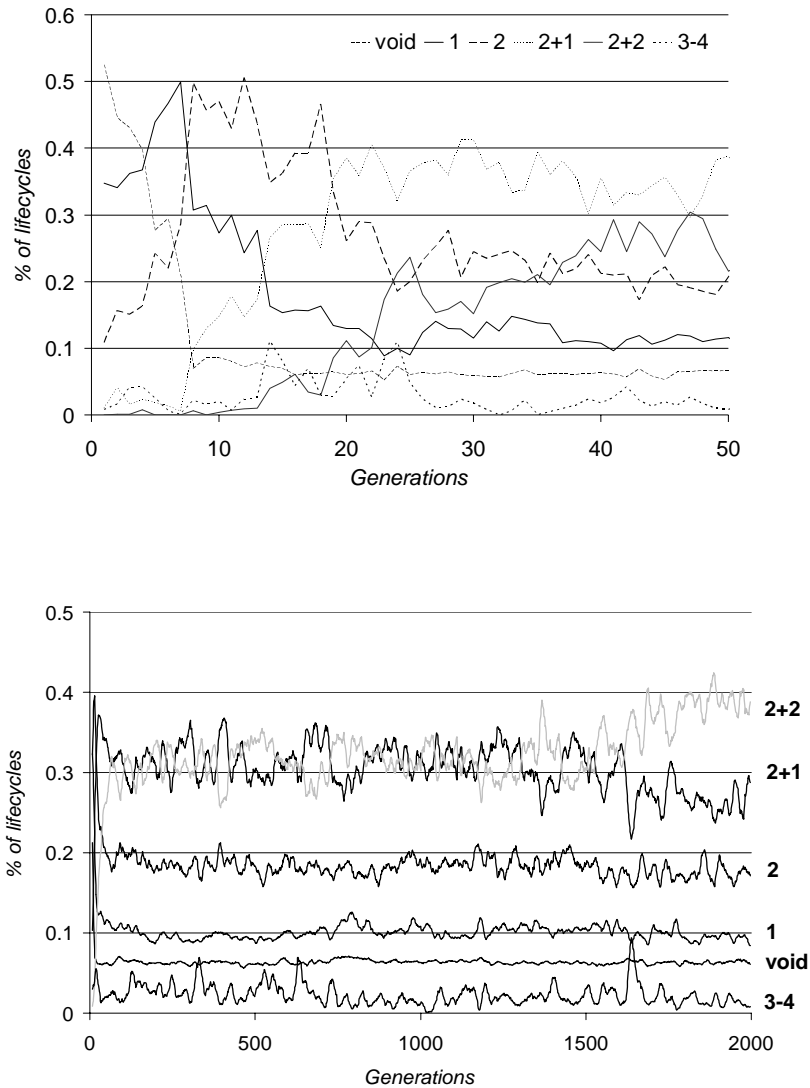 0.6
void 1 2 2+1 2+2 3-4
0.5
0.4
0.3
0.2
0.1
0
% of lifecycles
0 10 20 30 40 50
Generations
0.5
0.4
0.3
0.2
0.1
0
% of lifecycles
2+2
2+1
2
1
void
3-4
0 500 1000 1500 2000
Generations